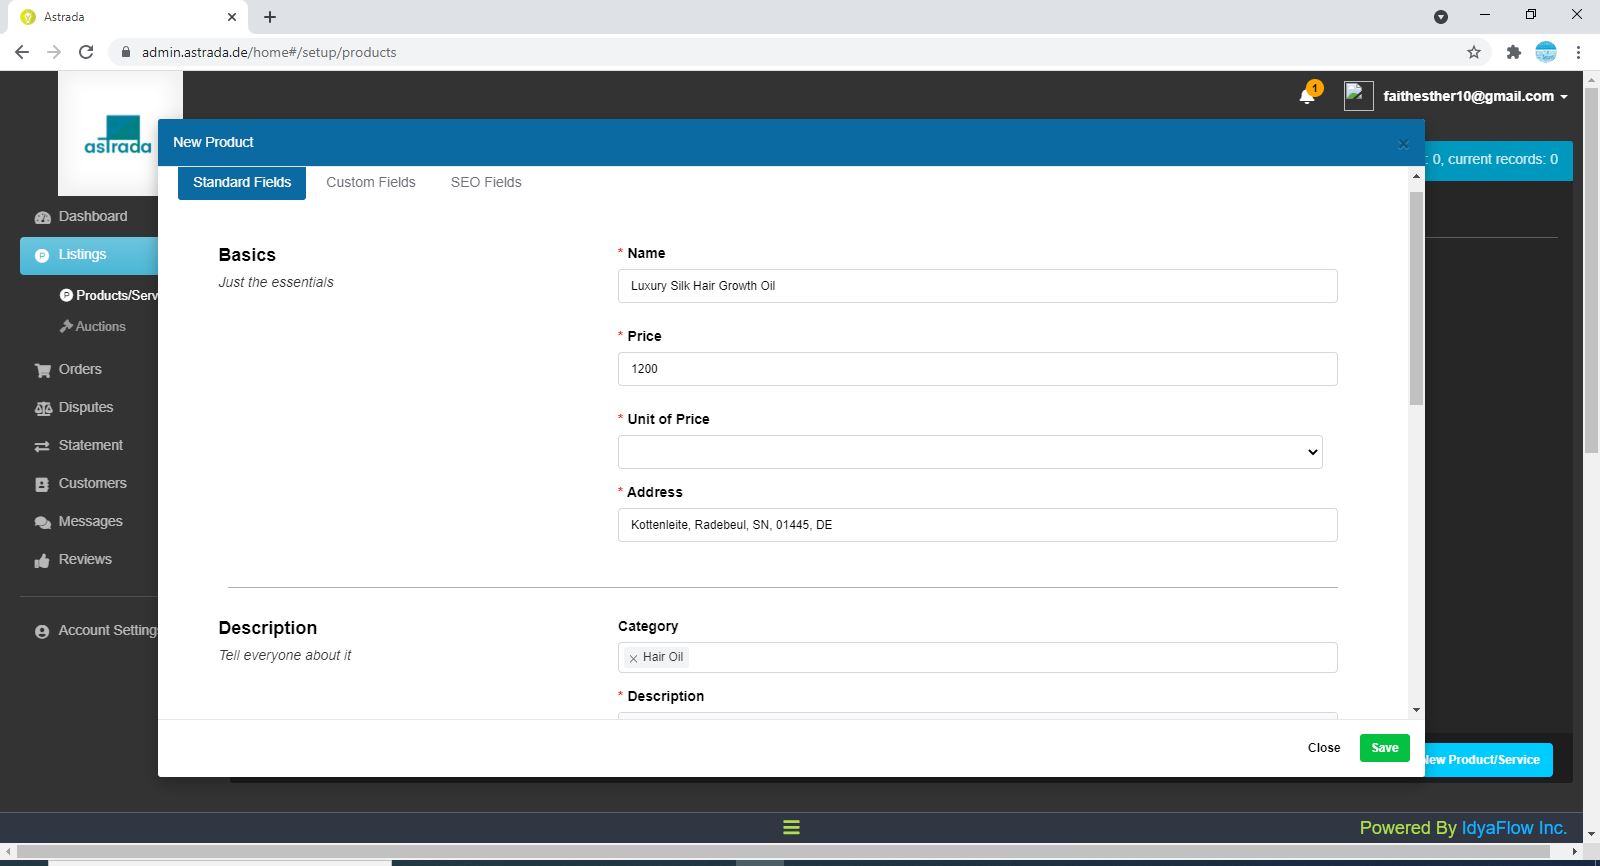 Astrada
admin.astrada.de/home#/setup/products
astrada
1
faithesther10@gmail.com
New Product
: 0, current records: 0
Standard Fields
Custom Fields
SEO Fields
Dashboard
Listings
Products/Serv
Auctions
Orders
Disputes
Statement
Customers
Messages
Reviews
Account Settings
Basics
Just the essentials
* Name
Luxury Silk Hair Growth Oil
* Price
1200
* Unit of Price
* Address
Kottenleite, Radebeul, SN, 01445, DE
Description
Tell everyone about it
Category
× Hair Oil
* Description
Close
Save
New Product/Service
Powered By IdyaFlow Inc.